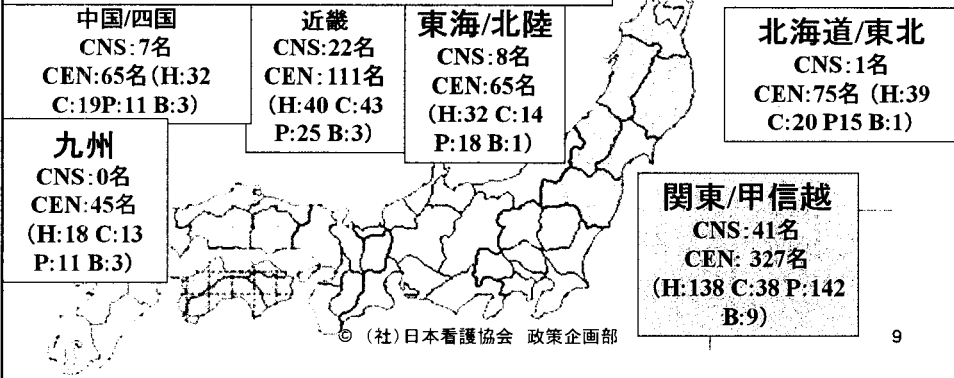 中国/四国
CNS:7名
CEN:65名(H:32
C:19P:11 B:3)
近畿
CNS:22名
CEN:111名
(H:40 C:43
P:25 B:3)
東海/北陸
CNS:8名
CEN:65名
(H:32 C:14
P:18 B:1)
北海道/東北
CNS:1名
CEN:75名 (H:39
C:20 P15 B:1)
九州
CNS:0名
CEN:45名
(H:18 C:13
P:11 B:3)
関東/甲信越
CNS:41名
CEN: 327名
(H:138 C:38 P:142
B:9)
© (社)日本看護協会 政策企画部
9